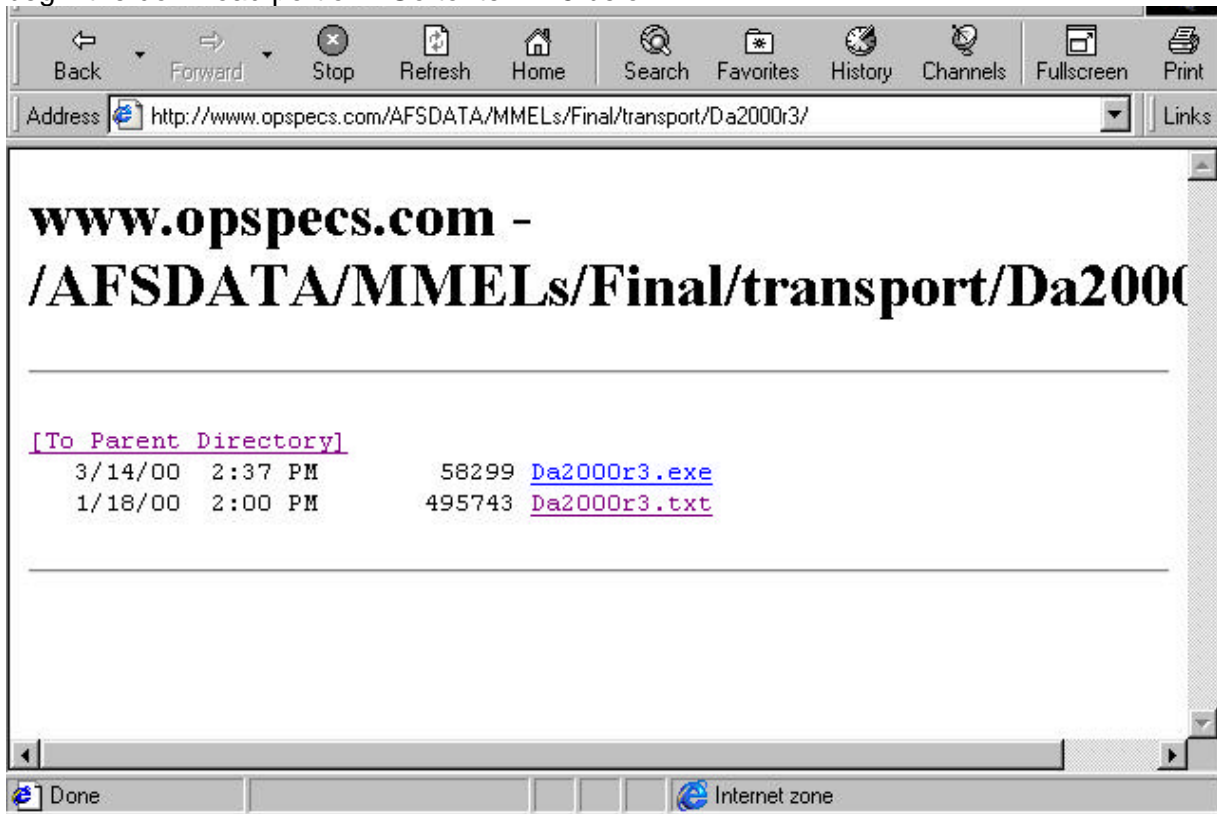 Back Forward Stop Refresh Home Search Favorites History Channels Fullscreen Print
Address http://www.opspecs.com/AFSDATA/MMELs/Final/transport/Da2000r3/ Links
www.opspecs.com -
/AFSDATA/MMELs/Final/transport/Da200
[To Parent Directory]
3/14/00 2:37 PM 58299 Da2000r3.exe
1/18/00 2:00 PM 495743 Da2000r3.txt
Done Internet zone